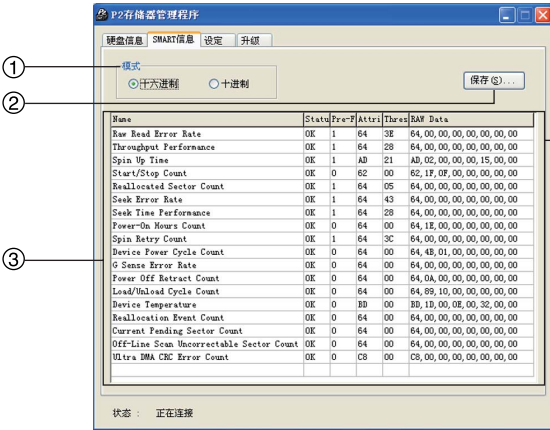 P2存储器管理程序
硬盘信息 SMART信息 设定 升级
① 模式
十六进制 十进制 保存(S)...
②
Name Statu Pre-F Attri Thres RAW Data
Raw Read Error Rate OK 1 64 3E 64,00,00,00,00,00,00,00
Throughput Performance OK 1 64 28 64,00,00,00,00,00,00,00
Spin Up Time OK 1 AD 21 AD,02,00,00,00,15,00,00
Start/Stop Count OK 0 62 00 62,1F,0F,00,00,00,00,00
Reallocated Sector Count OK 1 64 05 64,00,00,00,00,00,00,00
Seek Error Rate OK 1 64 43 64,00,00,00,00,00,00,00
Seek Time Performance OK 1 64 28 64,00,00,00,00,00,00,00
Power-On Hours Count OK 0 64 00 64,1E,00,00,00,00,00,00
Spin Retry Count OK 1 64 3C 64,00,00,00,00,00,00,00
Device Power Cycle Count OK 0 64 00 64,4B,01,00,00,00,00,00
③ G Sense Error Rate OK 0 64 00 64,00,00,00,00,00,00,00
Power Off Retract Count OK 0 64 00 64,0A,00,00,00,00,00,00
Load/Unload Cycle Count OK 0 64 00 64,89,10,00,00,00,00,00
Device Temperature OK 0 BD 00 BD,1D,00,0E,00,32,00,00
Reallocation Event Count OK 0 64 00 64,00,00,00,00,00,00,00
Current Pending Sector Count OK 0 64 00 64,00,00,00,00,00,00,00
Off-Line Scan Uncorrectable Sector Count OK 0 64 00 64,00,00,00,00,00,00,00
Ultra DMA CRC Error Count OK 0 C8 00 C8,00,00,00,00,00,00,00
状态 : 正在连接